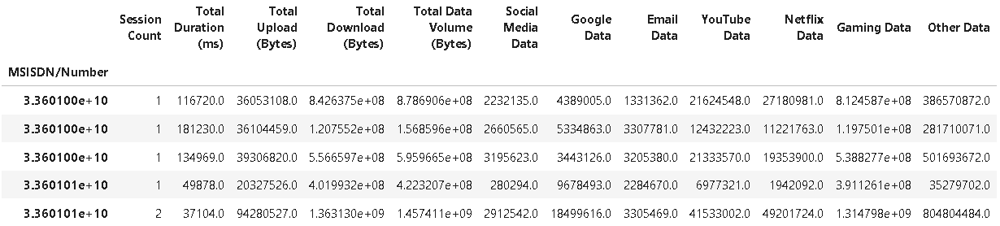 Session Count Total Duration (ms) Total Upload (Bytes) Total Download (Bytes) Total Data Volume (Bytes) Social Media Data Google Data Email Data YouTube Data Netflix Data Gaming Data Other Data
MSISDN/Number
3.360100e+10 1 116720.0 36053108.0 8.426375e+08 8.786906e+08 2232135.0 4389005.0 1331362.0 21624548.0 27180981.0 8.124587e+08 386570872.0
3.360100e+10 1 181230.0 36104459.0 1.207552e+08 1.568596e+08 2660565.0 5334863.0 3307781.0 12432223.0 11221763.0 1.197501e+08 281710071.0
3.360100e+10 1 134969.0 39306820.0 5.566597e+08 5.959665e+08 3195623.0 3443126.0 3205380.0 21333570.0 19353900.0 5.388277e+08 501693672.0
3.360101e+10 1 49878.0 20327526.0 4.019932e+08 4.223207e+08 280294.0 9678493.0 2284670.0 6977321.0 1942092.0 3.911261e+08 35279702.0
3.360101e+10 2 37104.0 94280527.0 1.363130e+09 1.457411e+09 2912542.0 18499616.0 3305469.0 41533002.0 49201724.0 1.314798e+09 804804484.0